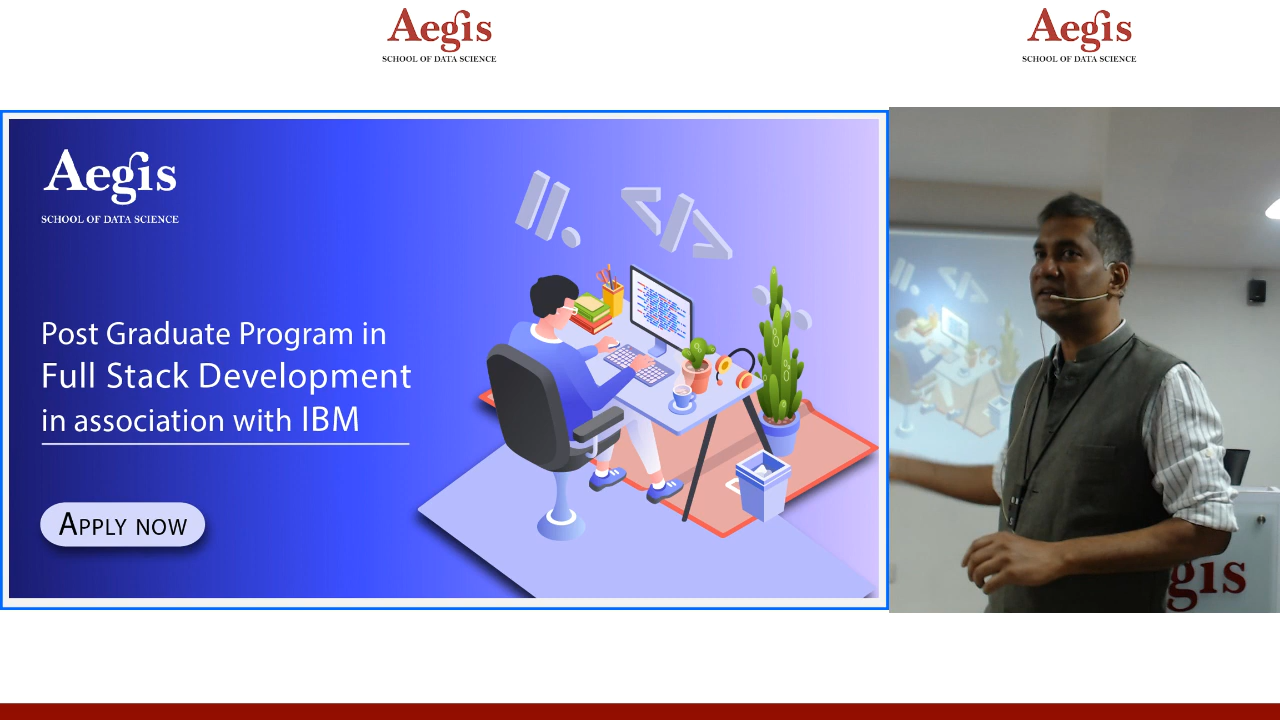 Aegis
SCHOOL OF DATA SCIENCE
Aegis
SCHOOL OF DATA SCIENCE
Aegis
SCHOOL OF DATA SCIENCE
Post Graduate Program in
Full Stack Development
in association with IBM
APPLY NOW
gis